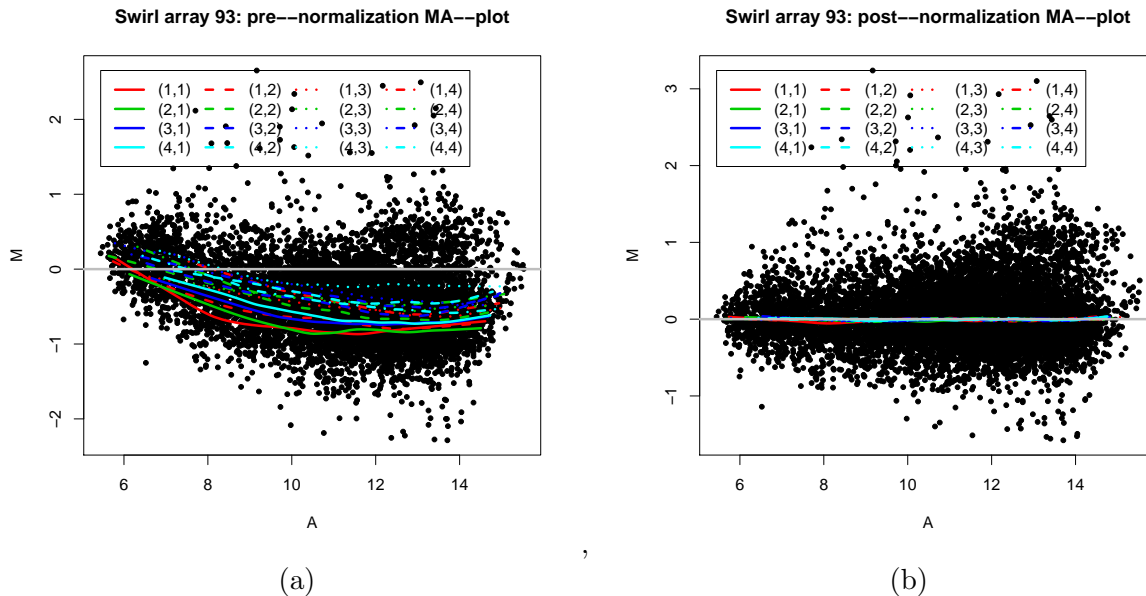 Swirl array 93: pre−−normalization MA−−plot
(1,1) (1,2) (1,3) (1,4)
(2,1) (2,2) (2,3) (2,4)
(3,1) (3,2) (3,3) (3,4)
(4,1) (4,2) (4,3) (4,4)
2
1
0
−1
−2
M
6 8 10 12 14
A
(a)
,
Swirl array 93: post−−normalization MA−−plot
(1,1) (1,2) (1,3) (1,4)
(2,1) (2,2) (2,3) (2,4)
(3,1) (3,2) (3,3) (3,4)
(4,1) (4,2) (4,3) (4,4)
3
2
1
0
−1
M
6 8 10 12 14
A
(b)